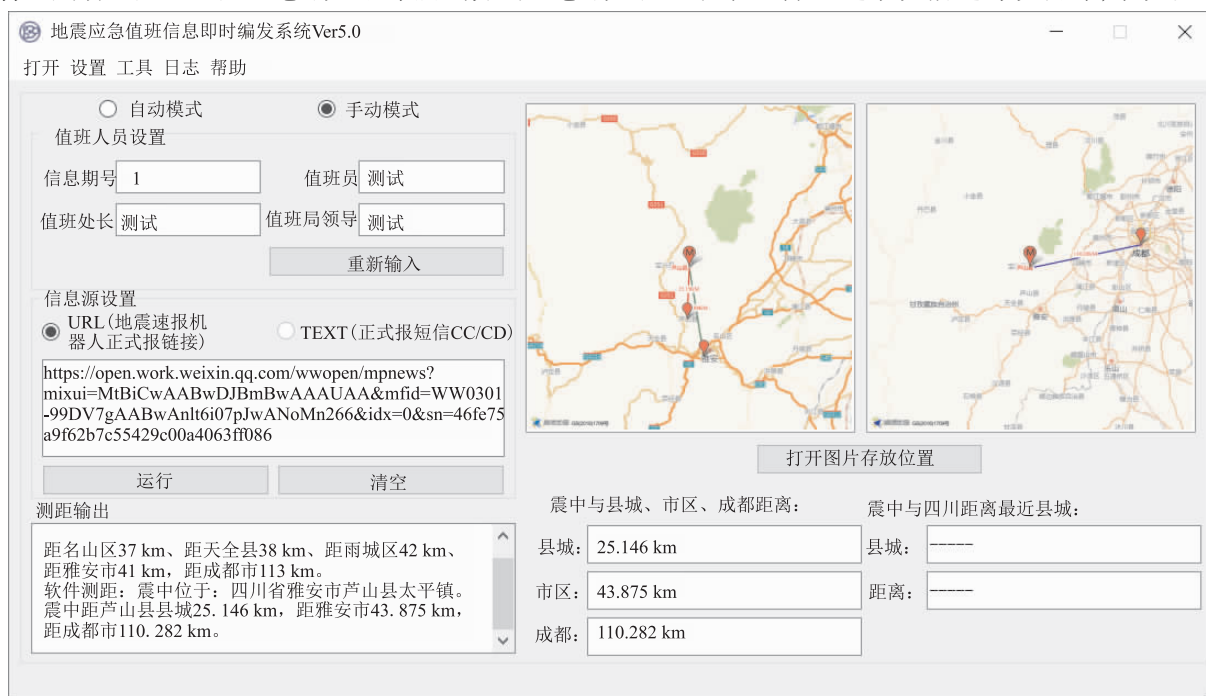 地震应急值班信息即时编发系统Ver5.0
打开 设置 工具 日志 帮助
自动模式
手动模式
值班人员设置
信息期号 1
值班员 测试
值班处长 测试
值班局领导 测试
重新输入
信息源设置
URL(地震速报机
器人正式报链接)
TEXT(正式报短信CC/CD)
https://open.work.weixin.qq.com/wwopen/mpnews?
mixui=MtBiCwAABwDJBmBwAAAUAA&mfid=WW0301
-99DV7gAABwAnlt6i07pJwANoMn266&idx=0&sn=46fe75
a9f62b7c55429c00a4063ff086
运行
清空
测距输出
距名山区37 km、距天全县38 km、距雨城区42 km、
距雅安市41 km，距成都市113 km。
软件测距：震中位于：四川省雅安市芦山县太平镇。
震中距芦山县县城25. 146 km，距雅安市43. 875 km，
距成都市110. 282 km。
M
雅安
M
成都
德阳
雅安
眉山
乐山
打开图片存放位置
震中与县城、市区、成都距离：
县城： 25.146 km
市区： 43.875 km
成都： 110.282 km
震中与四川距离最近县城：
县城： -----
距离： -----